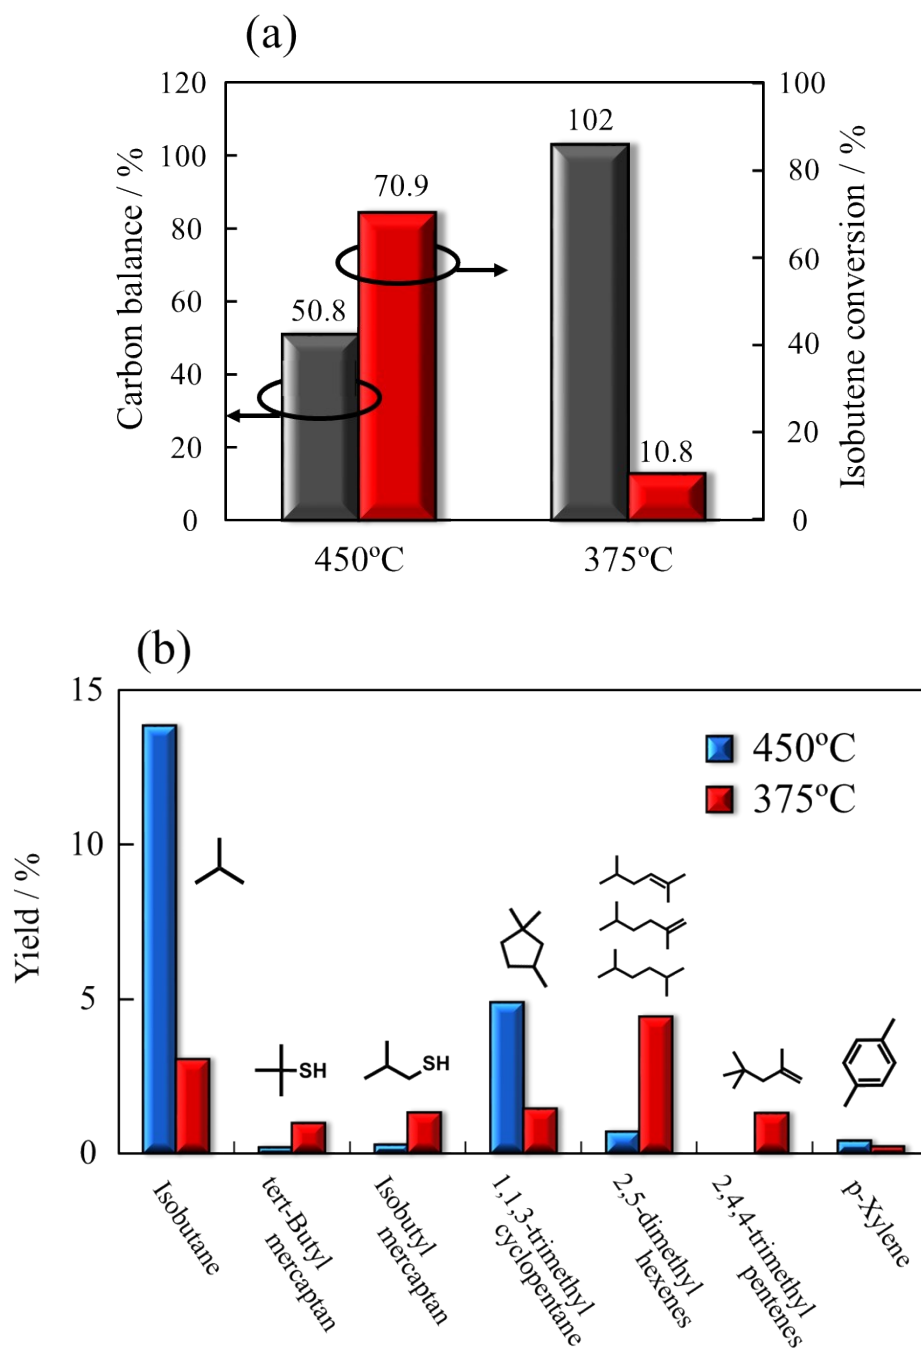 (a)
120
100
80
60
40
20
0
Carbon balance / %
100
80
60
40
20
0
Isobutene conversion / %
50.8
70.9
102
10.8
450ºC
375ºC
(b)
15
10
5
0
Yield / %
450ºC
375ºC
SH
SH
Isobutane
tert-Butyl
mercaptan
Isobutyl
mercaptan
1,1,3-trimethyl
cyclopentane
2,5-dimethyl
hexenes
2,4,4-trimethyl
pentenes
p-Xylene